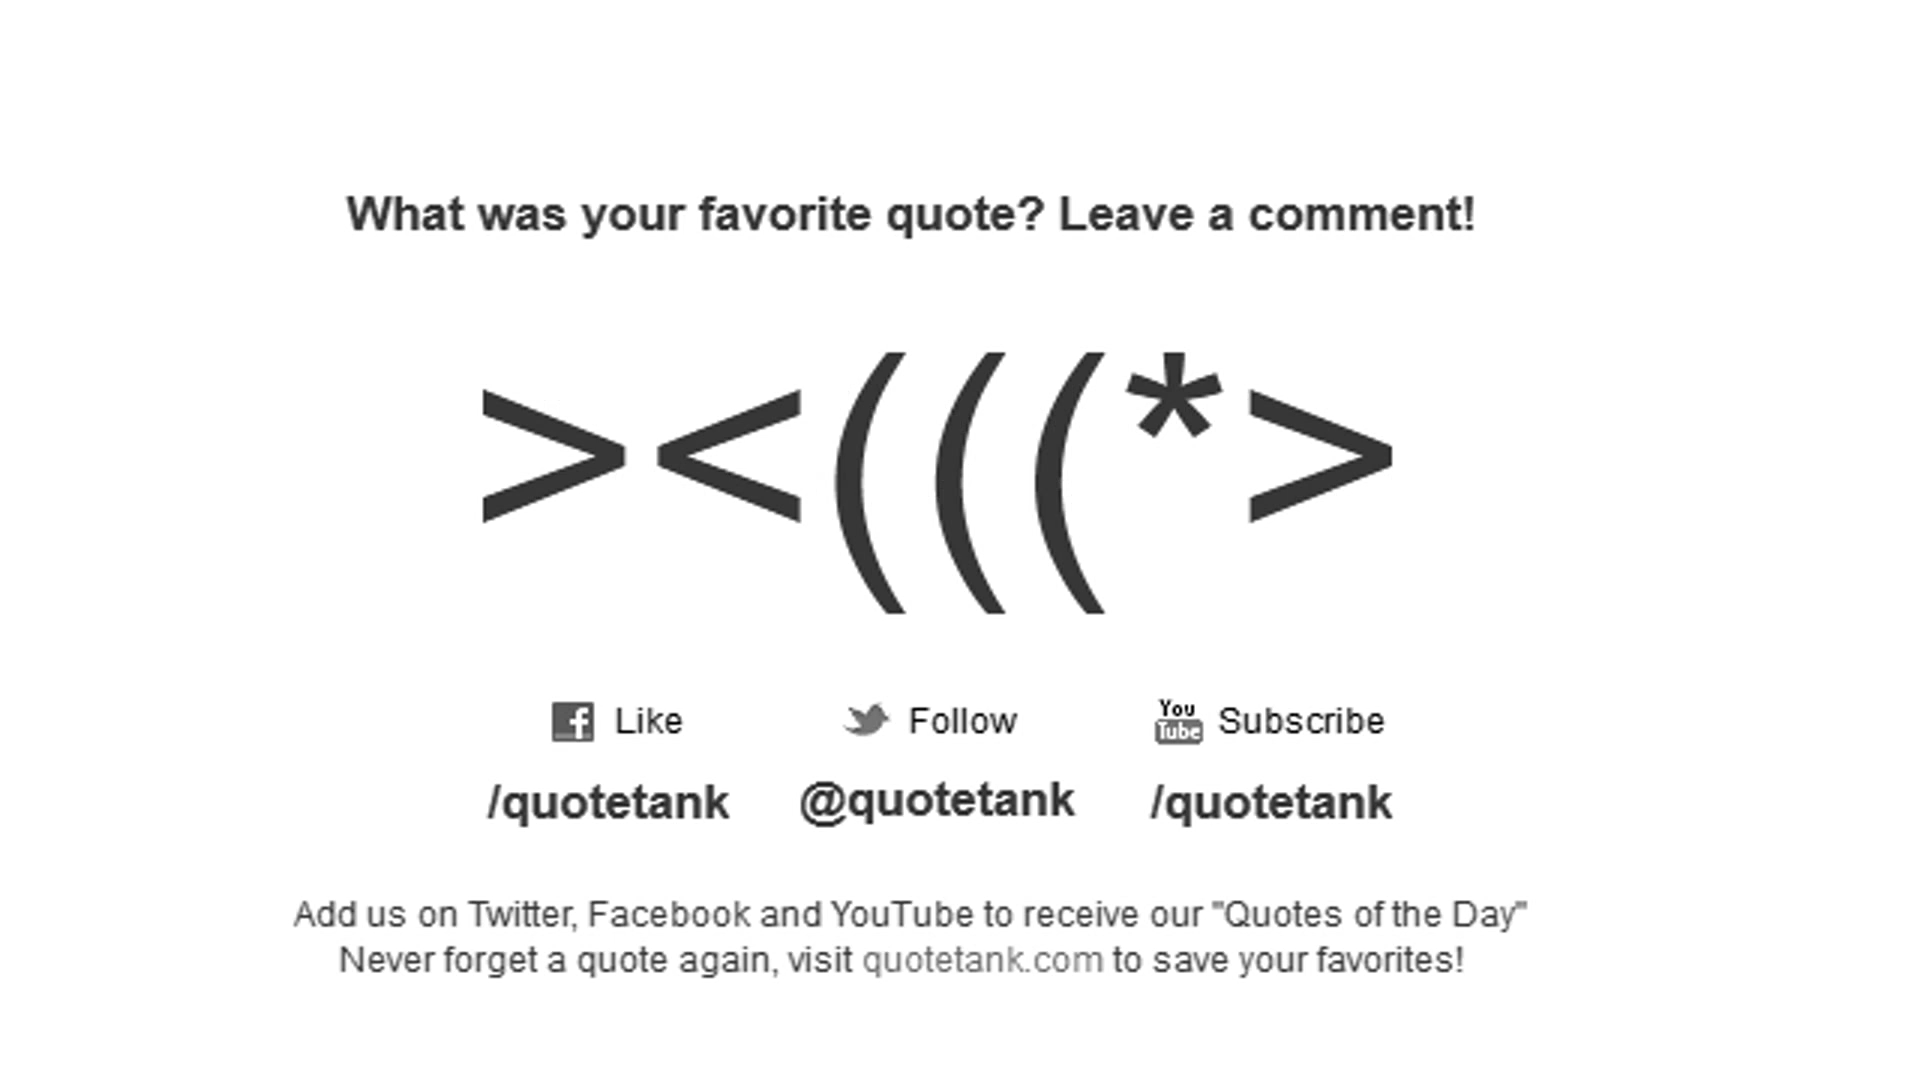 What was your favorite quote? Leave a comment!
><(((*>
f Like
Follow
You Tube Subscribe
/quotetank
@quotetank
/quotetank
Add us on Twitter, Facebook and YouTube to receive our "Quotes of the Day"
Never forget a quote again, visit quotetank.com to save your favorites!